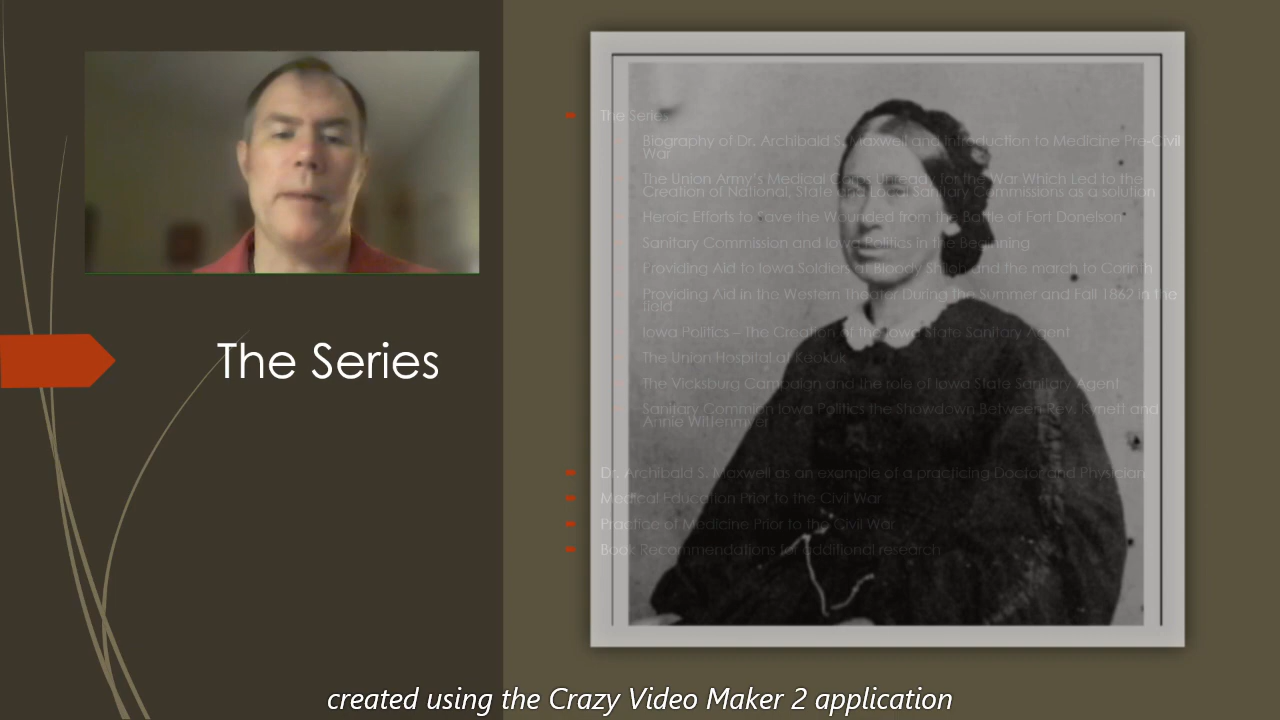 The Series
The Series
Biography of Dr. Archibald S. Maxwell and Introduction to Medicine Pre-Civil
War
The Union Army's Medical Corps Unready for the War Which Led to the
Creation of National, State and Local Sanitary Commissions as a solution
Heroic Efforts to Save the Wounded from the Battle of Fort Donelson
Sanitary Commission and Iowa Politics in the Beginning
Providing Aid to Iowa Soldiers at Bloody Shiloh and the march to Corinth
Providing Aid in the Western Theater During the Summer and Fall 1862 in the
field
Iowa Politics – The Creation of the Iowa State Sanitary Agent
The Union Hospital at Keokuk
The Vicksburg Campaign and the role of Iowa State Sanitary Agent
Sanitary Commion Iowa Politics the Showdown Between Rev. Kynett and
Annie Wittenmyer
Dr. Archibald S. Maxwell as an example of a practicing Doctor and Physician
Medical Education Prior to the Civil War
Practice of Medicine Prior to the Civil War
Book Recommendations for additional research
created using the Crazy Video Maker 2 application